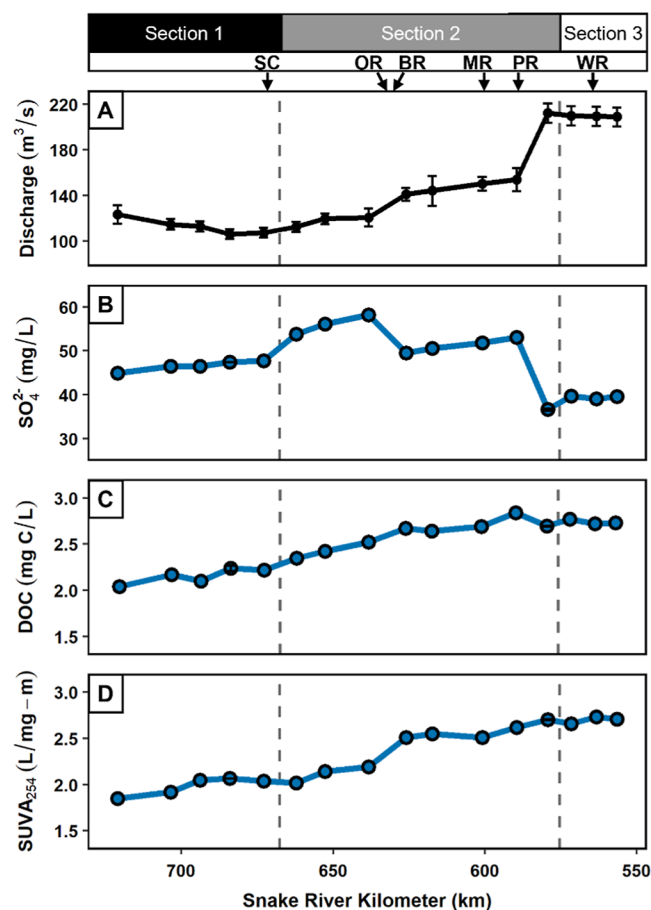 Section 1 Section 2 Section 3
SC OR BR MR PR WR
A
Discharge (m³/s)
220
180
140
100
B
SO₄²⁻ (mg/L)
60
50
40
30
C
DOC (mg C/L)
3.0
2.5
2.0
1.5
D
SUVA₂₅₄ (L/mg−m)
3.0
2.5
2.0
1.5
700 650 600 550
Snake River Kilometer (km)